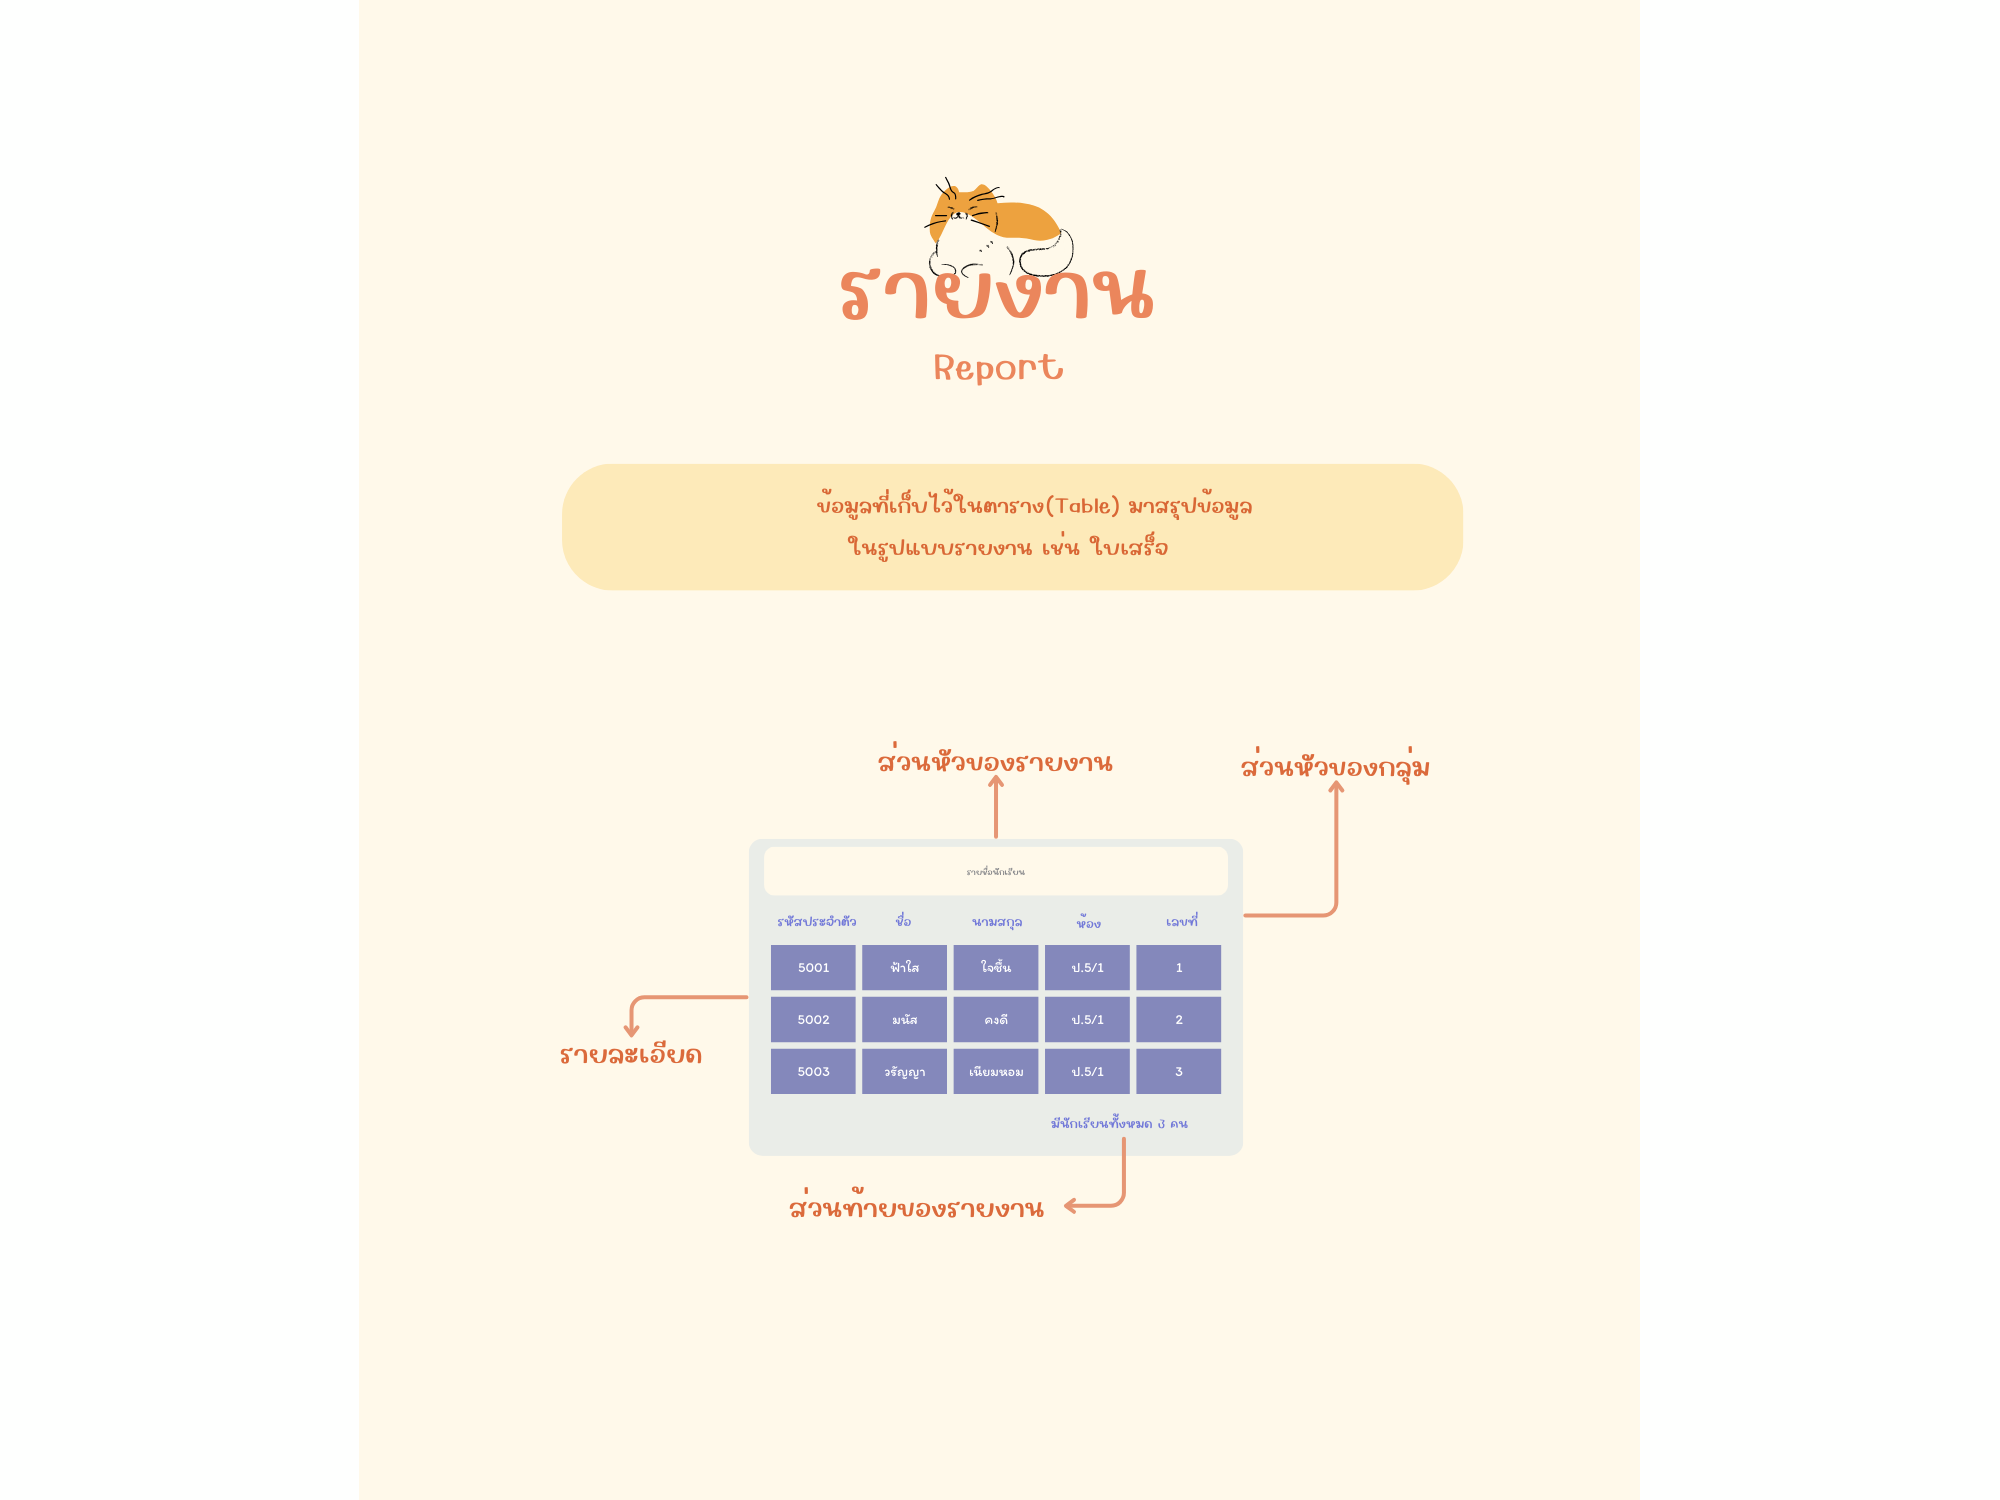 รายงาน
Report
ข้อมูลที่เก็บไว้ในตาราง(Table) มาสรุปข้อมูล
ในรูปแบบรายงาน เช่น ใบเสร็จ
ส่วนหัวของรายงาน
ส่วนหัวของกลุ่ม
รายชื่อนักเรียน
รหัสประจำตัว ชื่อ นามสกุล ห้อง เลขที่
5001 ฟ้าใส ใจชื้น ป.5/1 1
5002 มนัส คงดี ป.5/1 2
5003 วรัญญา เนียมหอม ป.5/1 3
รายละเอียด
มีนักเรียนทั้งหมด 3 คน
ส่วนท้ายของรายงาน